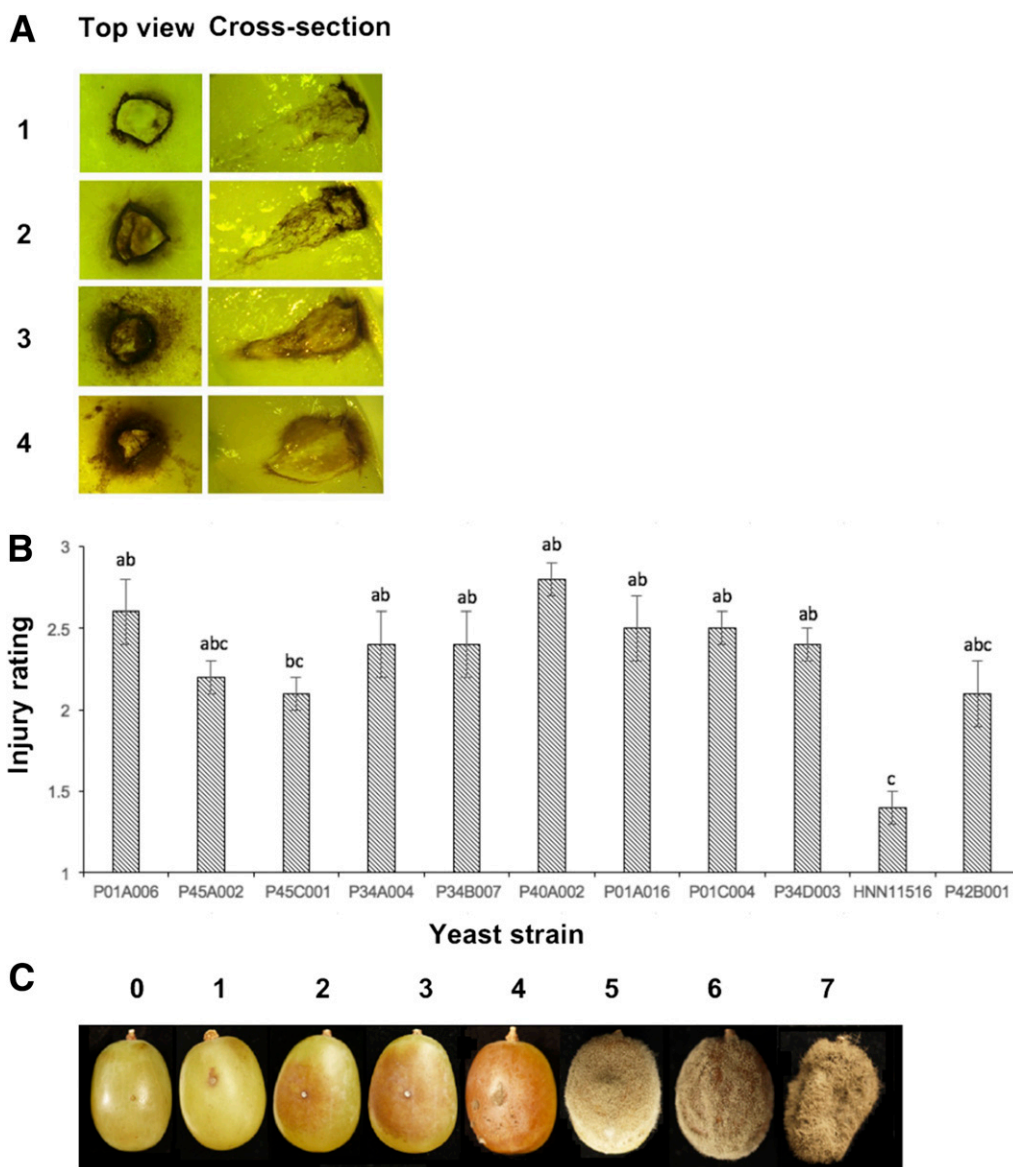 A Top view Cross-section
1
2
3
4
B
3
2.5
2
1.5
1
Injury rating
ab abc bc ab ab ab ab ab ab c abc
P01A006 P45A002 P45C001 P34A004 P34B007 P40A002 P01A016 P01C004 P34D003 HNN11516 P42B001
Yeast strain
C
0 1 2 3 4 5 6 7